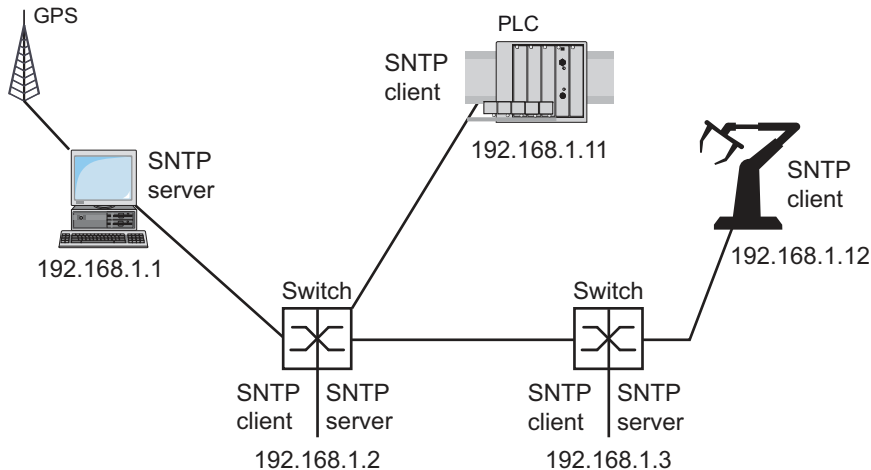 GPS
SNTP
server
192.168.1.1
PLC
SNTP
client
192.168.1.11
SNTP
client
192.168.1.12
Switch
SNTP
client
SNTP
server
192.168.1.2
Switch
SNTP
client
SNTP
server
192.168.1.3